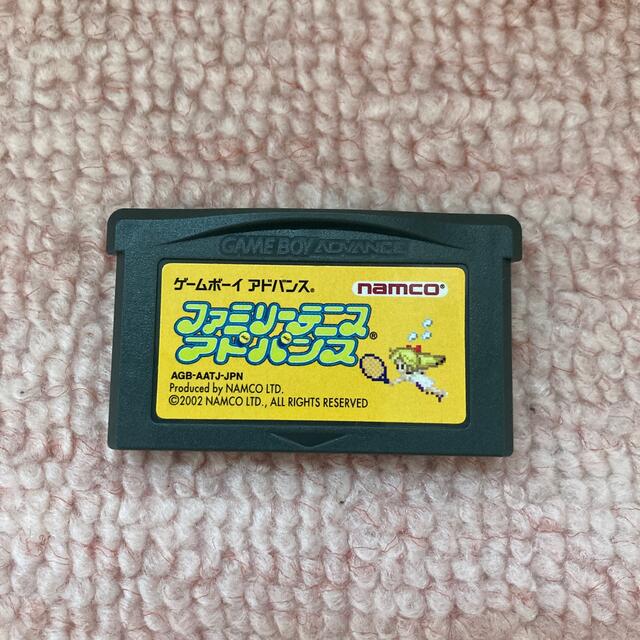 GAME BOY ADVANCE
ゲームボーイ アドバンス®
namco®
ファミリーテニス
アドバンス®
AGB-AATJ-JPN
Produced by NAMCO LTD.
©2002 NAMCO LTD., ALL RIGHTS RESERVED